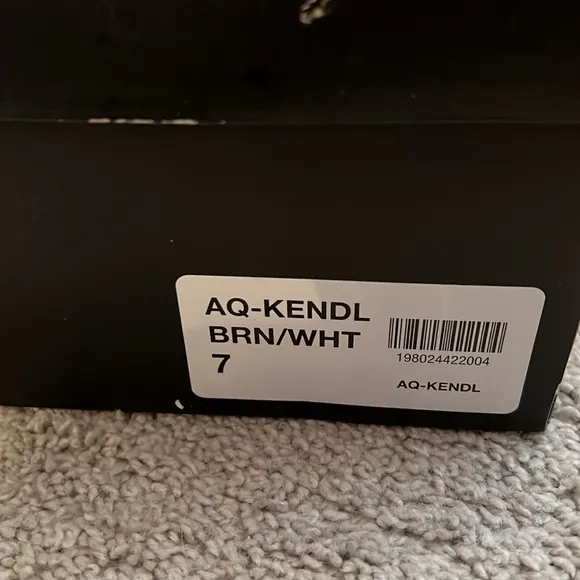 AQ-KENDL
BRN/WHT
7
198024422004
AQ-KENDL